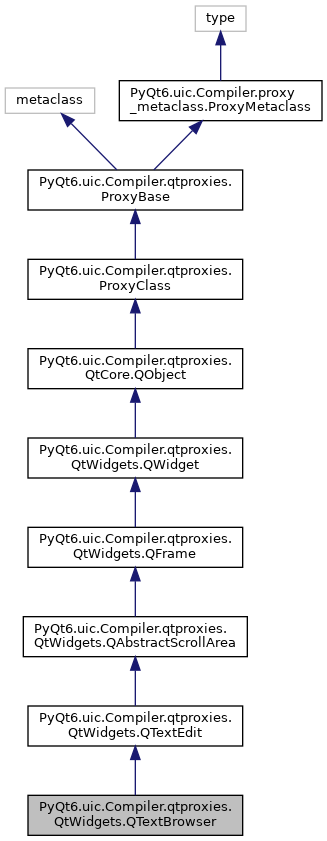 type
metaclass
PyQt6.uic.Compiler.proxy
_metaclass.ProxyMetaclass
PyQt6.uic.Compiler.qtproxies.
ProxyBase
PyQt6.uic.Compiler.qtproxies.
ProxyClass
PyQt6.uic.Compiler.qtproxies.
QtCore.QObject
PyQt6.uic.Compiler.qtproxies.
QtWidgets.QWidget
PyQt6.uic.Compiler.qtproxies.
QtWidgets.QFrame
PyQt6.uic.Compiler.qtproxies.
QtWidgets.QAbstractScrollArea
PyQt6.uic.Compiler.qtproxies.
QtWidgets.QTextEdit
PyQt6.uic.Compiler.qtproxies.
QtWidgets.QTextBrowser